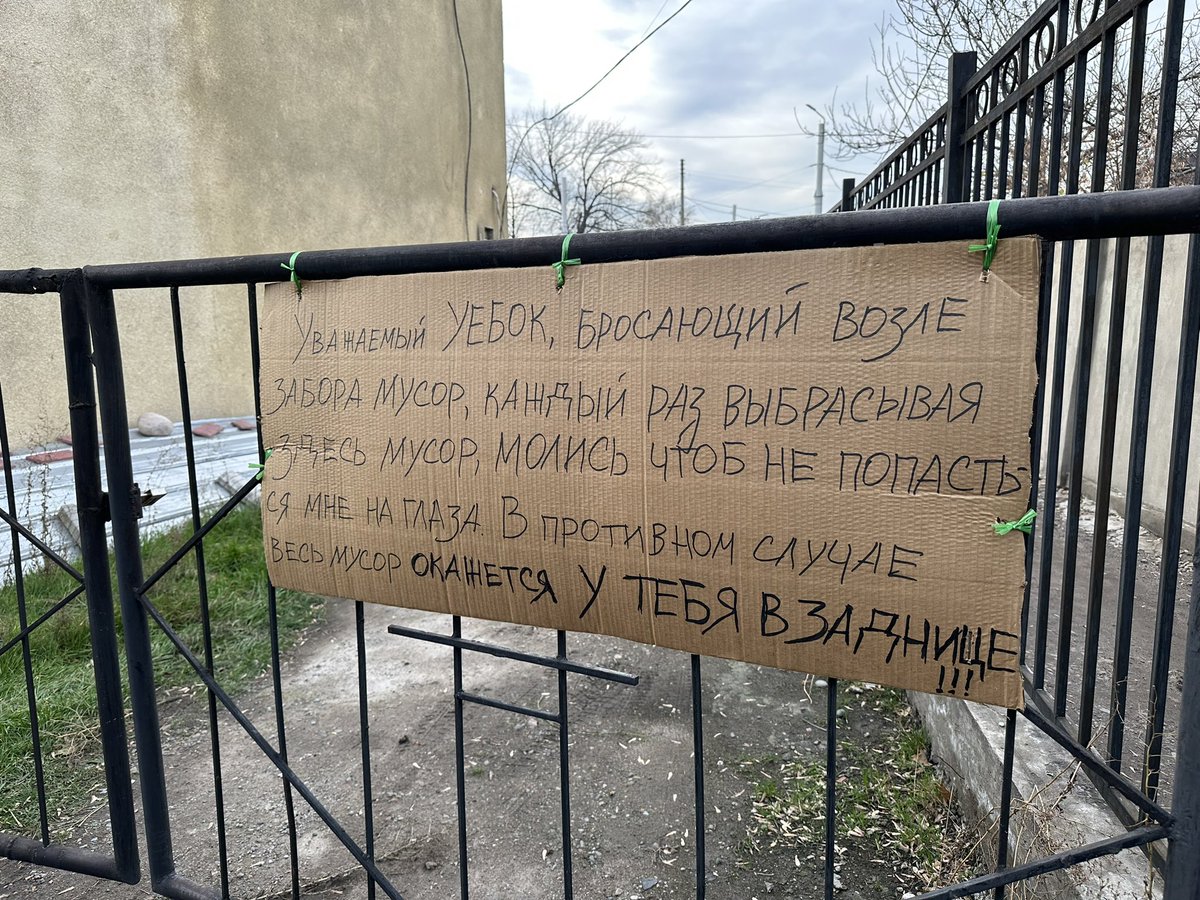 Уважаемый УЕБОК, БРОСАЮЩИЙ ВОЗЛЕ
ЗАБОРА МУСОР, КАЖДЫЙ РАЗ ВЫБРАСЫВАЯ
ЗДЕСЬ МУСОР, МОЛИСЬ ЧТОБ НЕ ПОПАСТЬ-
СЯ МНЕ НА ГЛАЗА. В ПРОТИВНОМ СЛУЧАЕ
ВЕСЬ МУСОР ОКАЖЕТСЯ У ТЕБЯ В ЗАДНИЦЕ
!!!